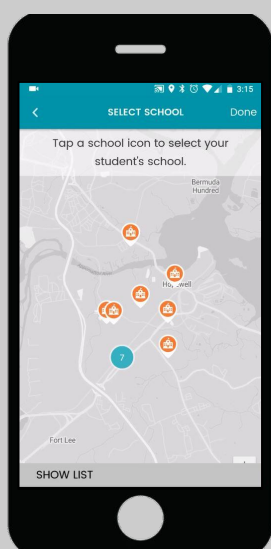 3:15
SELECT SCHOOL
Done
Tap a school icon to select your
student's school.
Bermuda
Hundred
7
Fort Lee
SHOW LIST